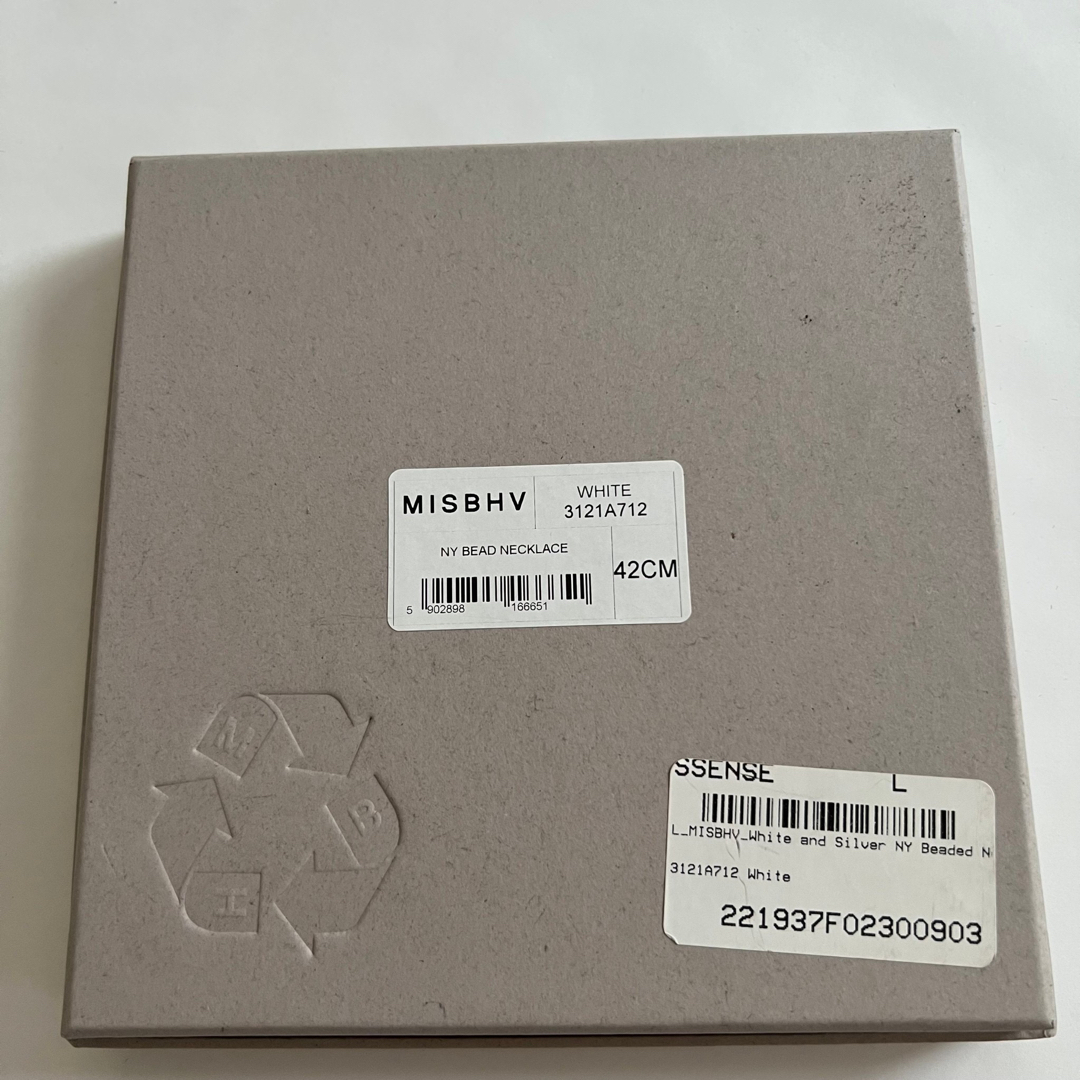 MISBHV
WHITE
3121A712
NY BEAD NECKLACE
42CM
5 902898 166651
M
B
H
SSENSE L
L_MISBHV_White and Silver NY Beaded N
3121A712 White
221937F02300903